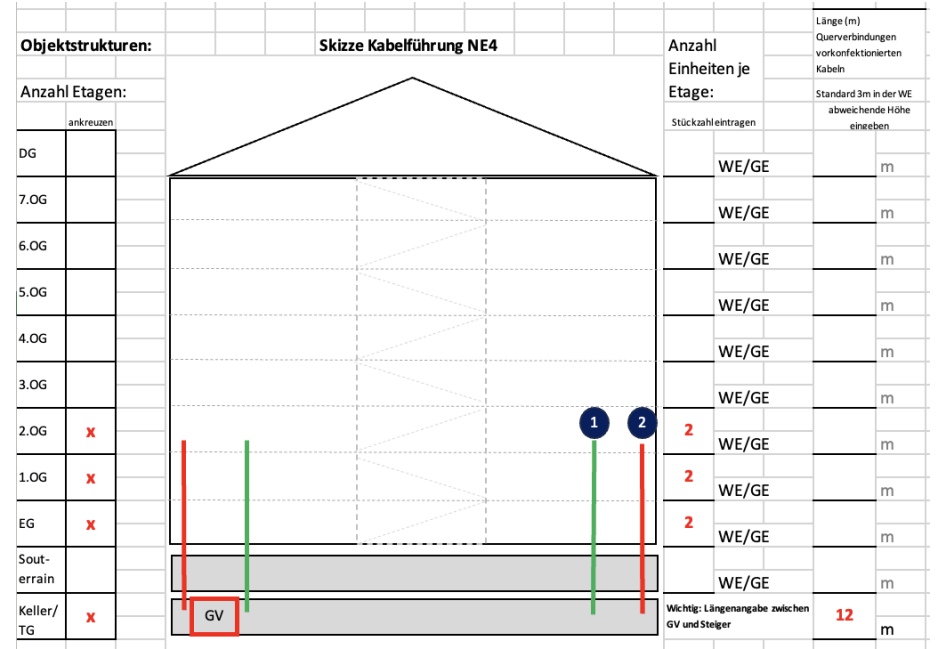 Länge (m)
Querverbindungen
vorkonfektionierten
Kabeln
Objektstrukturen:
Skizze Kabelführung NE4
Anzahl
Einheiten je
Etage:
Anzahl Etagen:
Standard 3m in der WE
abweichende Höhe
eingeben
ankreuzen
Stückzahl eintragen
DG
WE/GE
m
7.OG
WE/GE
m
6.OG
WE/GE
m
5.OG
WE/GE
m
4.OG
WE/GE
m
3.OG
WE/GE
m
2.OG
x
1
2
2
WE/GE
m
1.OG
x
2
WE/GE
m
EG
x
2
WE/GE
m
Sout-
errain
WE/GE
m
Keller/
TG
x
GV
Wichtig: Längenangabe zwischen
GV und Steiger
12
m